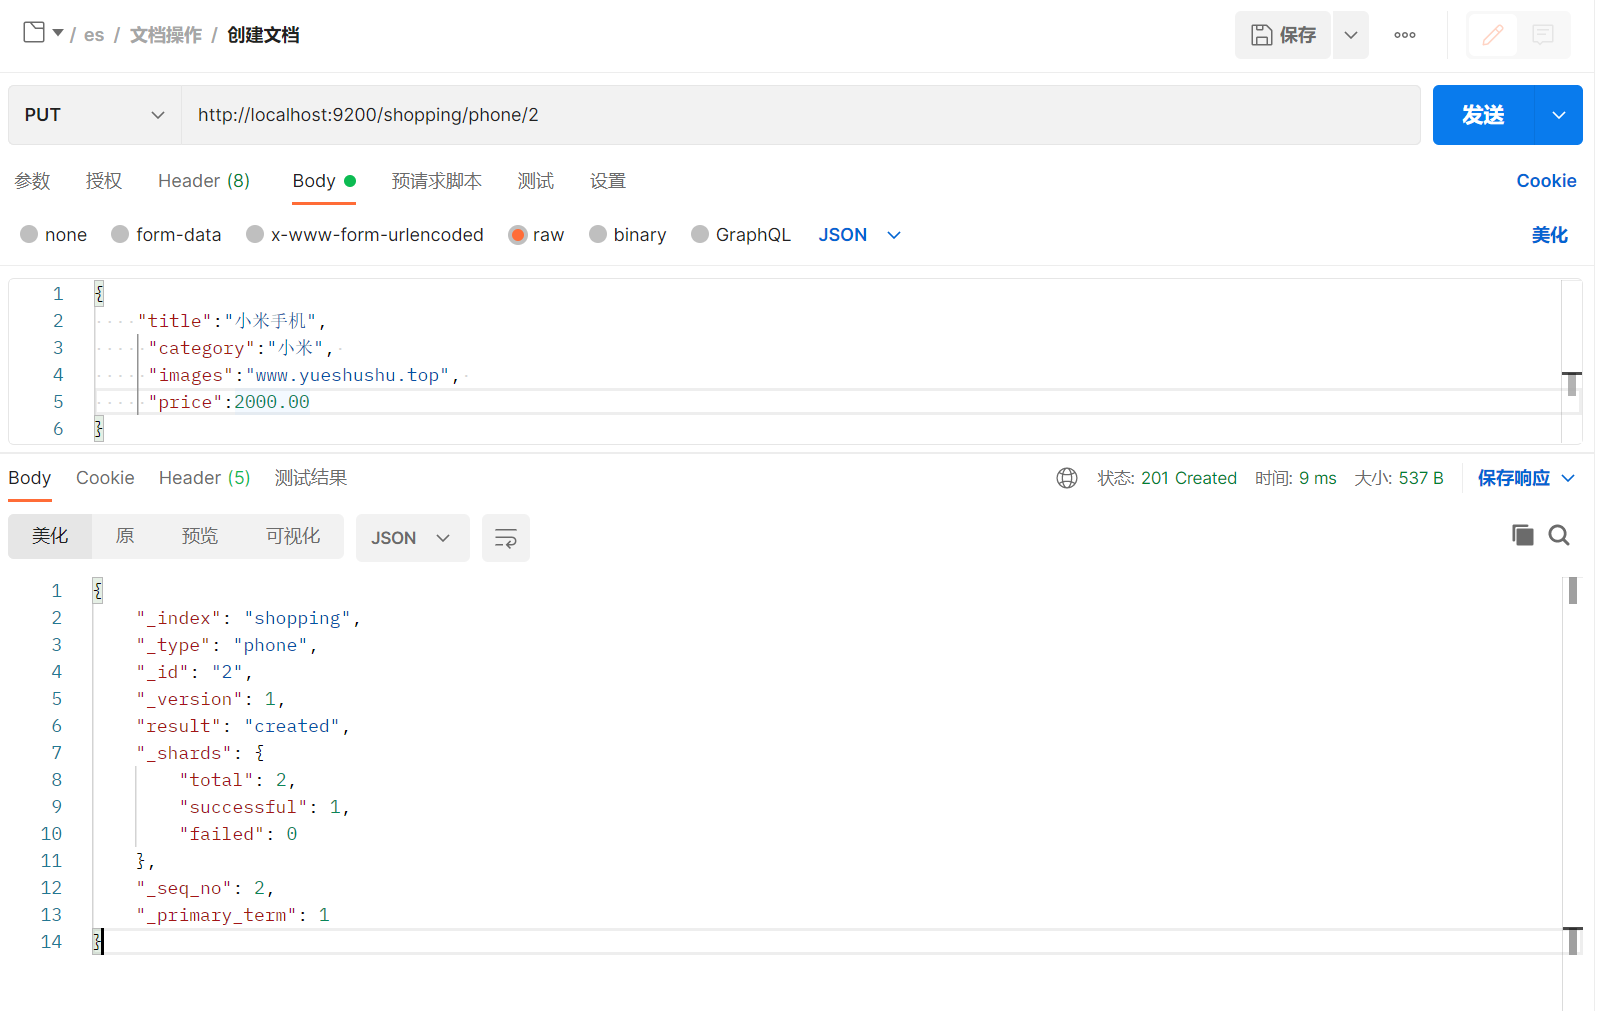 / es / 文档操作 / 创建文档 保存
PUT http://localhost:9200/shopping/phone/2 发送
参数 授权 Header (8) Body 预请求脚本 测试 设置 Cookie
none form-data x-www-form-urlencoded raw binary GraphQL JSON 美化
1 {
2 "title":"小米手机",
3 "category":"小米",
4 "images":"www.yueshushu.top",
5 "price":2000.00
6 }
Body Cookie Header (5) 测试结果 状态: 201 Created 时间: 9 ms 大小: 537 B 保存响应
美化 原 预览 可视化 JSON
1 {
2 "_index": "shopping",
3 "_type": "phone",
4 "_id": "2",
5 "_version": 1,
6 "result": "created",
7 "_shards": {
8 "total": 2,
9 "successful": 1,
10 "failed": 0
11 },
12 "_seq_no": 2,
13 "_primary_term": 1
14 }